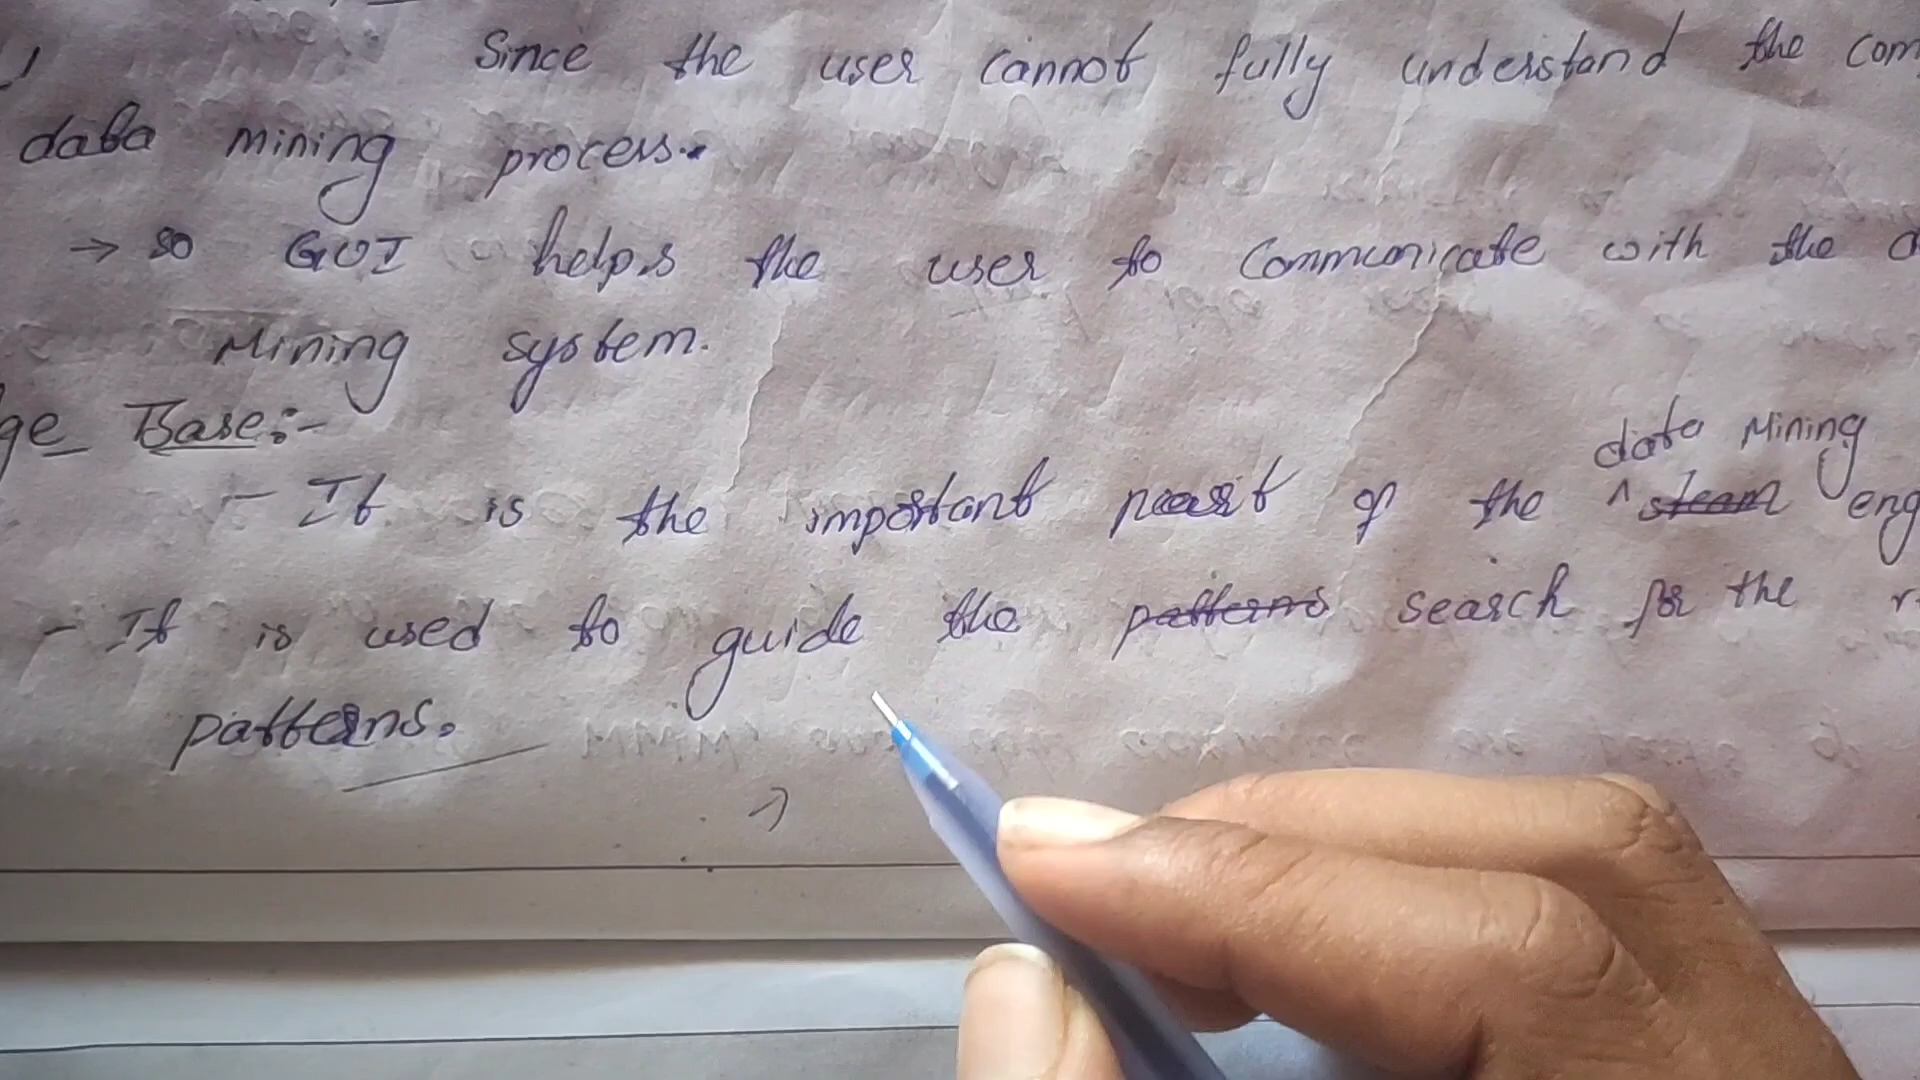 Since the user cannot fully understand the com
data mining process.
→ so GUI helps the user to communicate with the d
Mining system.
ge Base:-
data Mining
- It is the important part of the ^ steam eng
- It is used to guide the patterns search for the r
patterns.